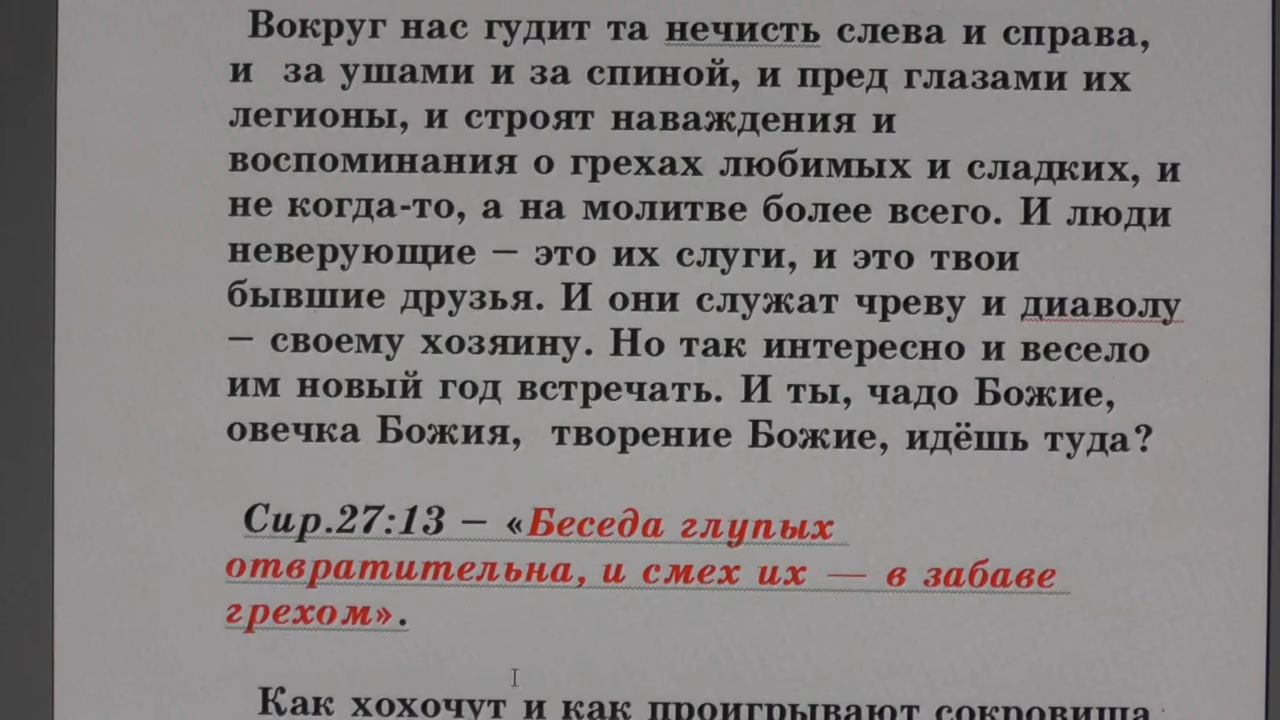 Вокруг нас гудит та нечисть слева и справа,
и за ушами и за спиной, и пред глазами их
легионы, и строят наваждения и
воспоминания о грехах любимых и сладких, и
не когда-то, а на молитве более всего. И люди
неверующие – это их слуги, и это твои
бывшие друзья. И они служат чреву и диаволу
– своему хозяину. Но так интересно и весело
им новый год встречать. И ты, чадо Божие,
овечка Божия, творение Божие, идёшь туда?
Сир.27:13 – «Беседа глупых
отвратительна, и смех их — в забаве
грехом».
Как хохочут и как проигрывают сокровища